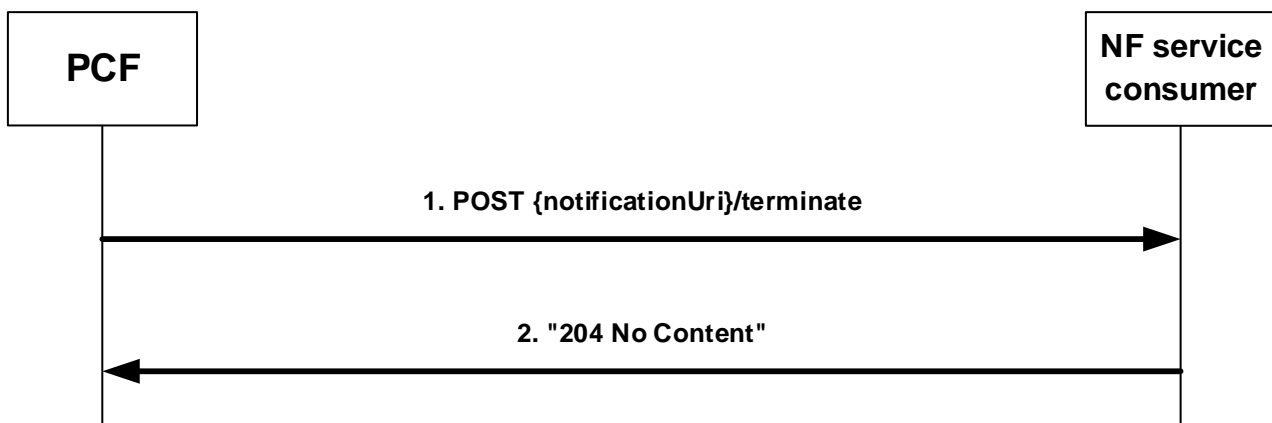 PCF
NF service
consumer
1. POST {notificationUri}/terminate
2. "204 No Content"